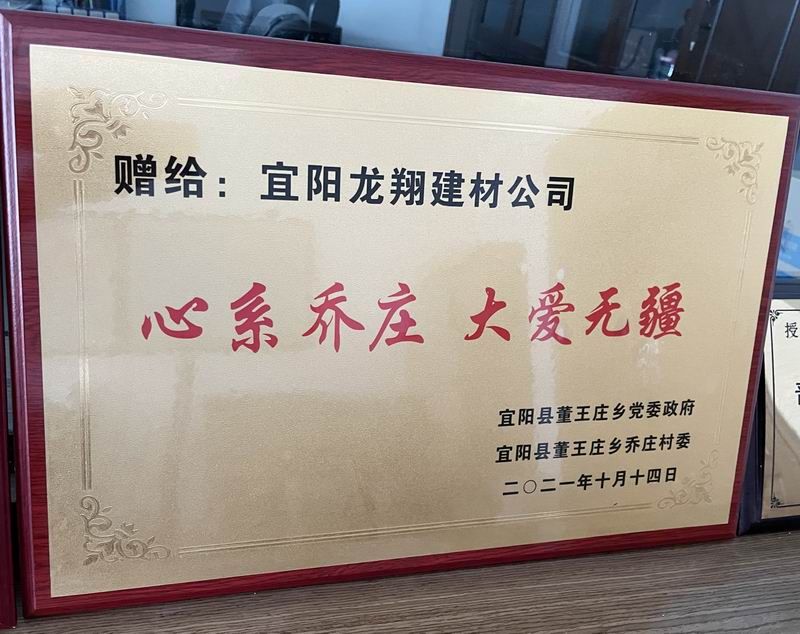 赠给：宜阳龙翔建材公司
心系乔庄 大爱无疆
宜阳县董王庄乡党委政府
宜阳县董王庄乡乔庄村委
二〇二一年十月十四日
授